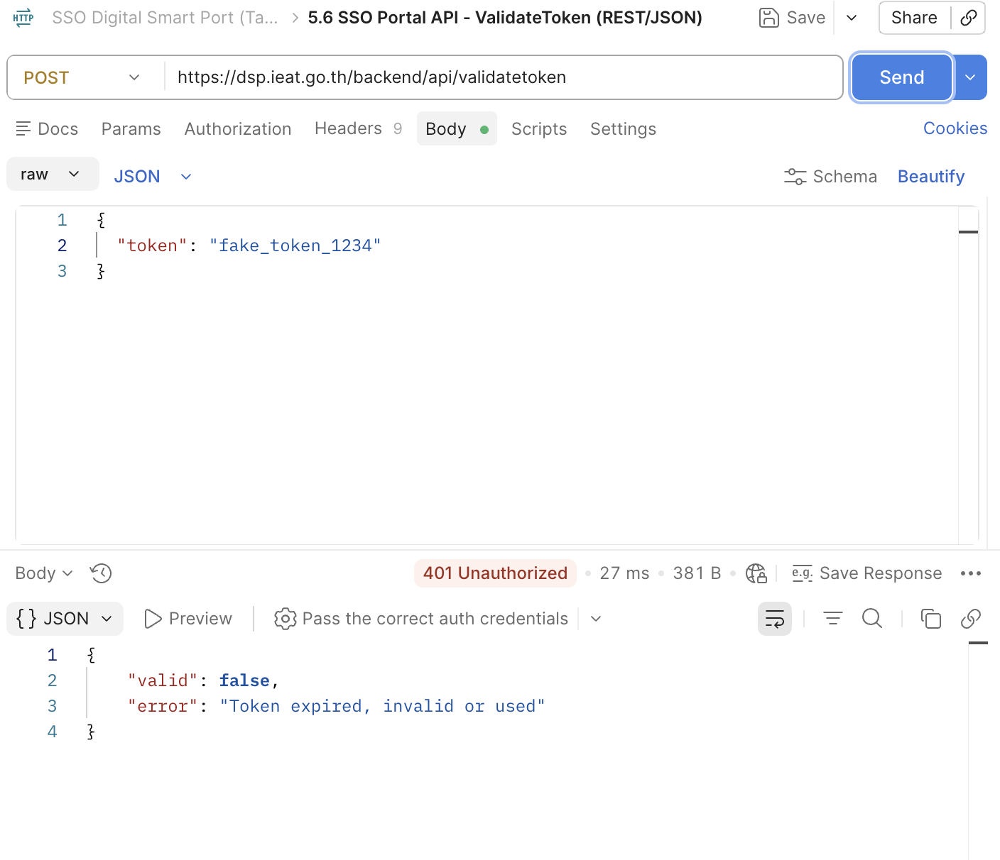 HTTP SSO Digital Smart Port (Ta... > 5.6 SSO Portal API - ValidateToken (REST/JSON) Save Share
POST https://dsp.ieat.go.th/backend/api/validatetoken Send
Docs Params Authorization Headers 9 Body Scripts Settings Cookies
raw JSON Schema Beautify
1 {
2 "token": "fake_token_1234"
3 }
Body 401 Unauthorized • 27 ms • 381 B • e.g. Save Response
{} JSON Preview Pass the correct auth credentials
1 {
2 "valid": false,
3 "error": "Token expired, invalid or used"
4 }